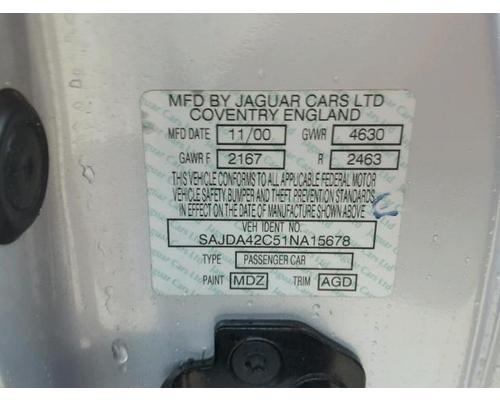 MFD BY JAGUAR CARS LTD
COVENTRY ENGLAND
MFD DATE 11/00 GVWR 4630
GAWR F 2167 R 2463
THIS VEHICLE CONFORMS TO ALL APPLICABLE FEDERAL MOTOR
VEHICLE SAFETY, BUMPER AND THEFT PREVENTION STANDARDS
IN EFFECT ON THE DATE OF MANUFACTURE SHOWN ABOVE
VEH IDENT NO.
SAJDA42C51NA15678
TYPE PASSENGER CAR
PAINT MDZ TRIM AGD